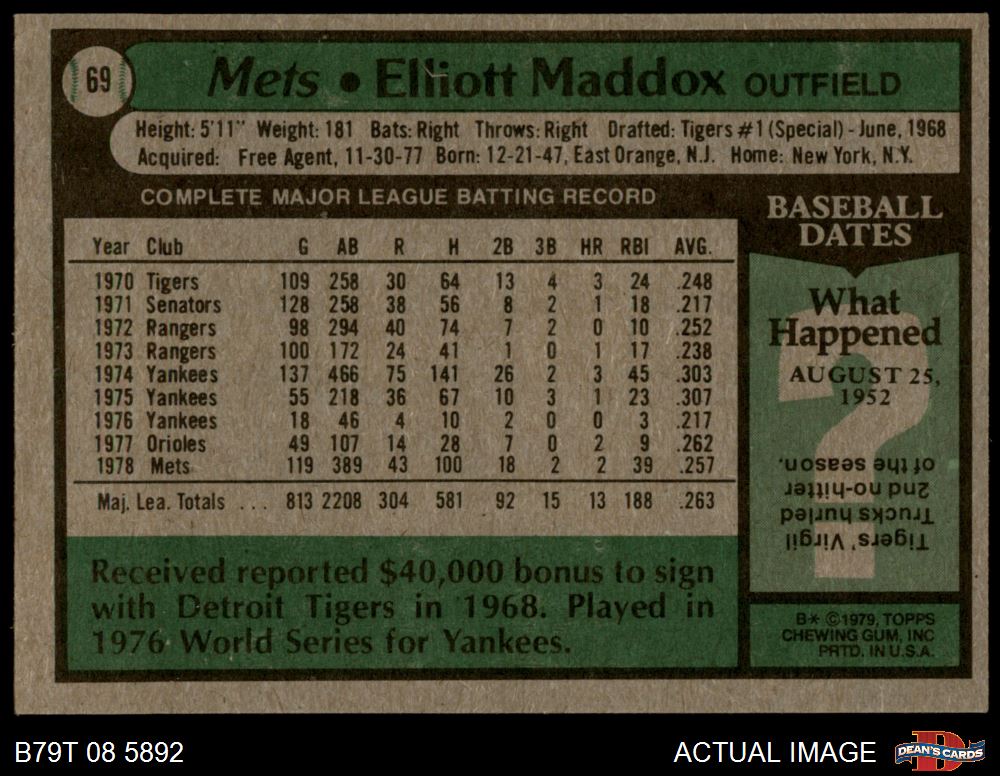 69
Mets • Elliott Maddox OUTFIELD
Height: 5'11" Weight: 181 Bats: Right Throws: Right Drafted: Tigers #1 (Special) - June, 1968
Acquired: Free Agent, 11-30-77 Born: 12-21-47, East Orange, N.J. Home: New York, N.Y.
COMPLETE MAJOR LEAGUE BATTING RECORD
Year Club G AB R H 2B 3B HR RBI AVG.
1970 Tigers 109 258 30 64 13 4 3 24 .248
1971 Senators 128 258 38 56 8 2 1 18 .217
1972 Rangers 98 294 40 74 7 2 0 10 .252
1973 Rangers 100 172 24 41 1 0 1 17 .238
1974 Yankees 137 466 75 141 26 2 3 45 .303
1975 Yankees 55 218 36 67 10 3 1 23 .307
1976 Yankees 18 46 4 10 2 0 0 3 .217
1977 Orioles 49 107 14 28 7 0 2 9 .262
1978 Mets 119 389 43 100 18 2 2 39 .257
Maj. Lea. Totals ... 813 2208 304 581 92 15 13 188 .263
Received reported $40,000 bonus to sign
with Detroit Tigers in 1968. Played in
1976 World Series for Yankees.
BASEBALL
DATES
What
Happened
AUGUST 25,
1952
?
Tigers' Virgil
Trucks hurled
2nd no-hitter
of the season.
B* ©1979, TOPPS
CHEWING GUM, INC
PRTD. IN U.S.A.
B79T 08 5892
ACTUAL IMAGE
D
DEAN'S CARDS